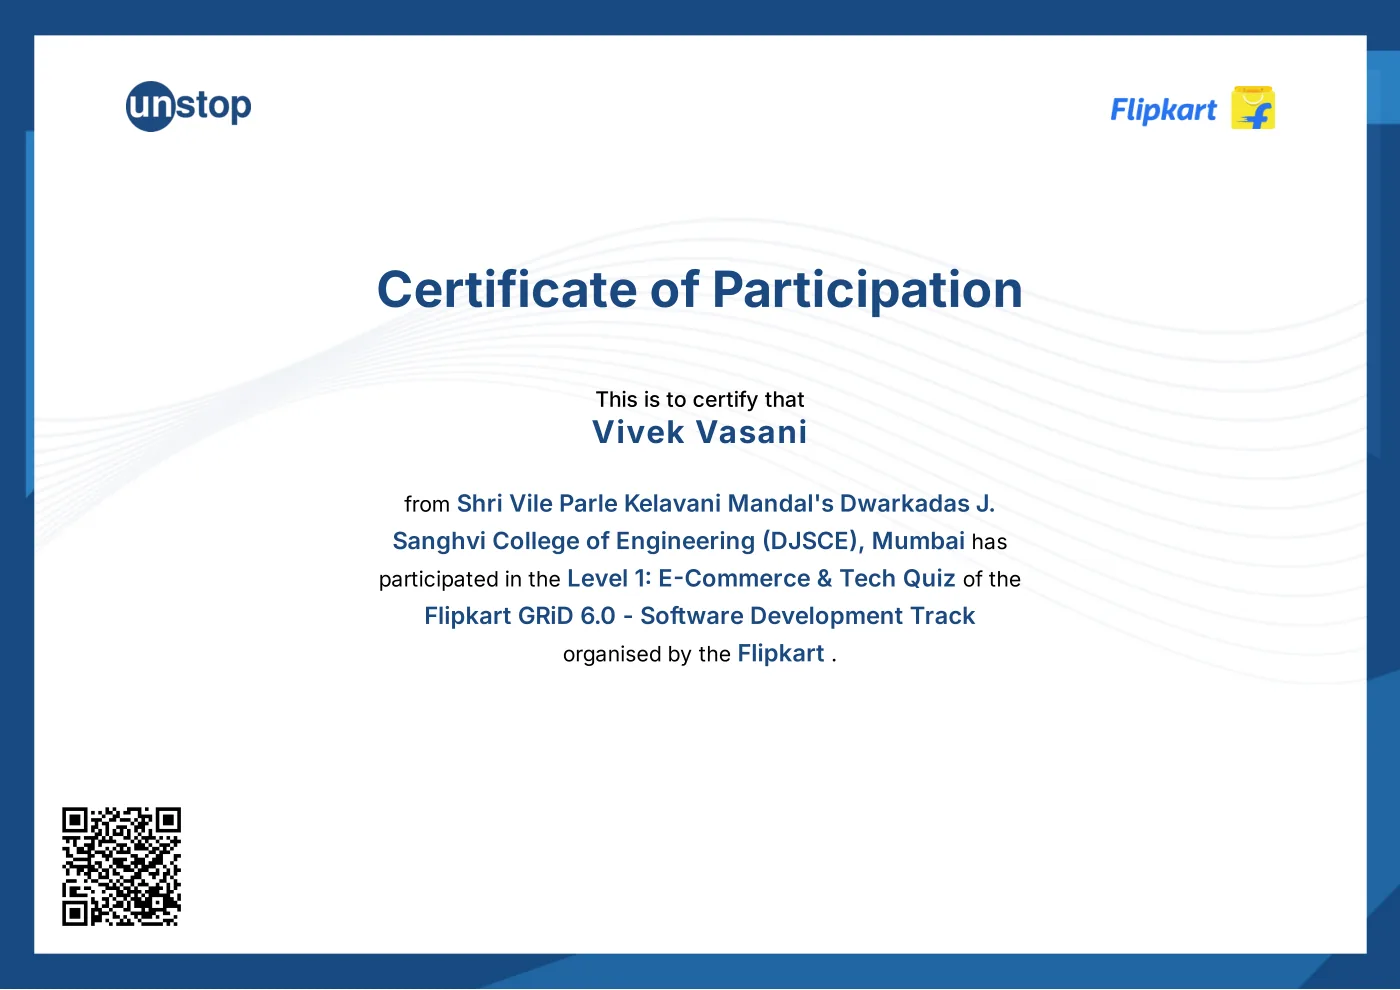 unstop
Flipkart
Certificate of Participation
This is to certify that
Vivek Vasani
from Shri Vile Parle Kelavani Mandal's Dwarkadas J.
Sanghvi College of Engineering (DJSCE), Mumbai has
participated in the Level 1: E-Commerce & Tech Quiz of the
Flipkart GRiD 6.0 - Software Development Track
organised by the Flipkart .